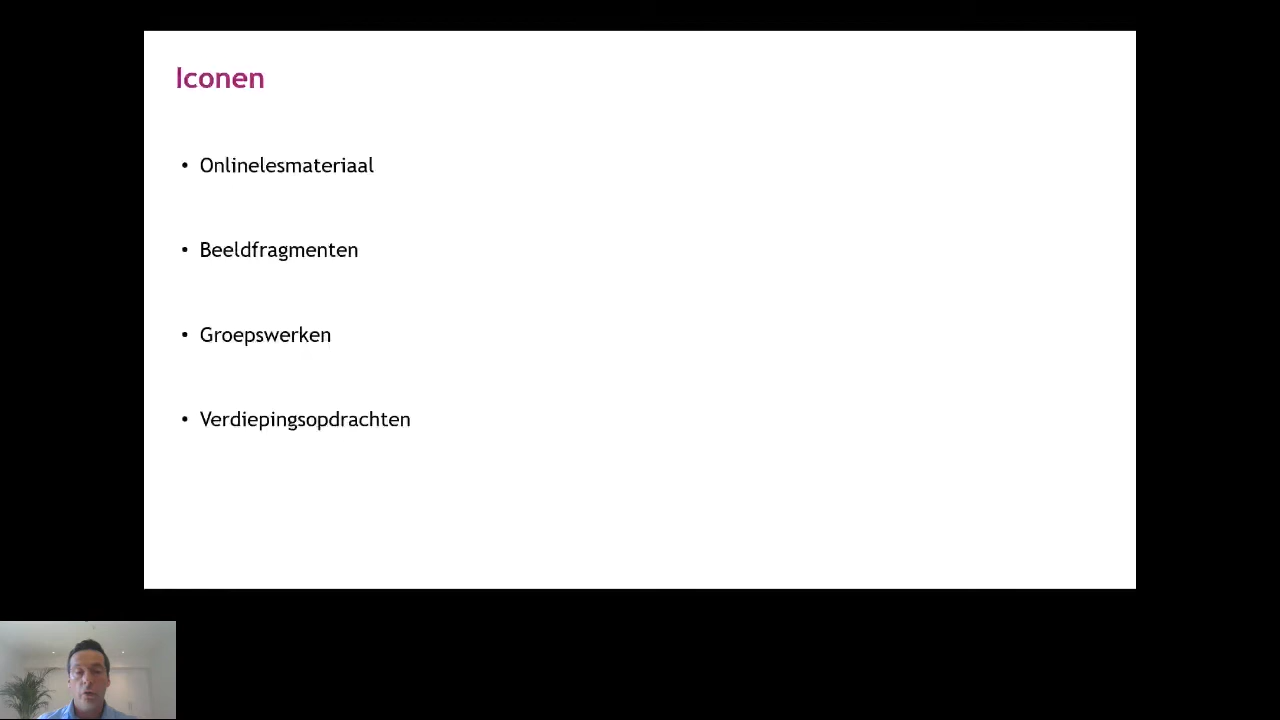 Iconen
• Onlinelesmateriaal
• Beeldfragmenten
• Groepswerken
• Verdiepingsopdrachten